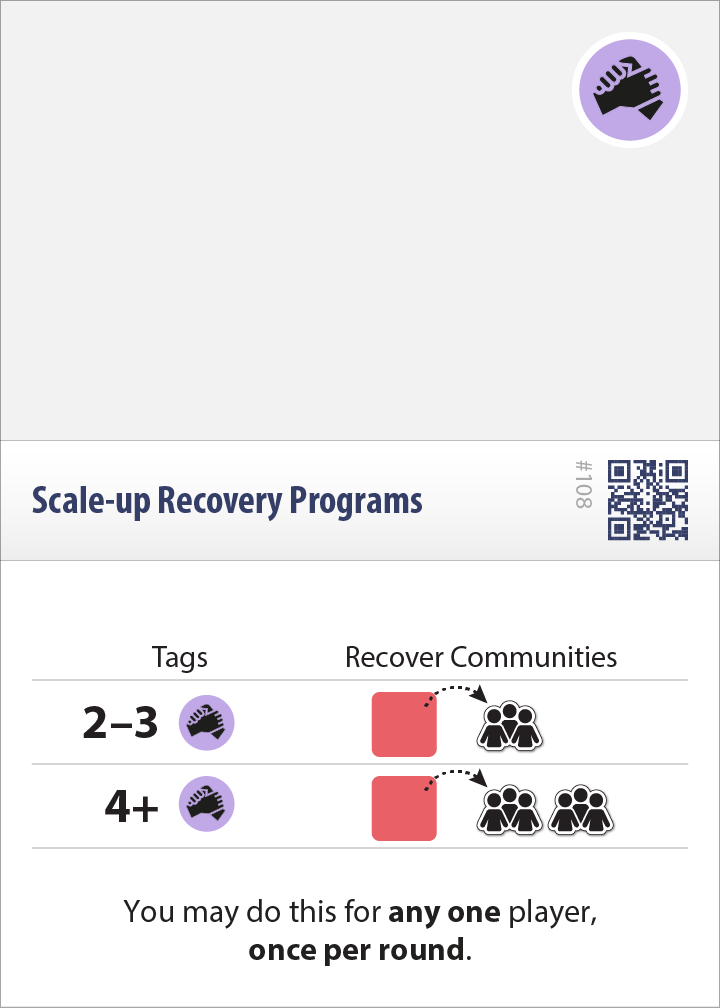 Scale-up Recovery Programs
#108
Tags
Recover Communities
2–3
4+
You may do this for any one player,
once per round.